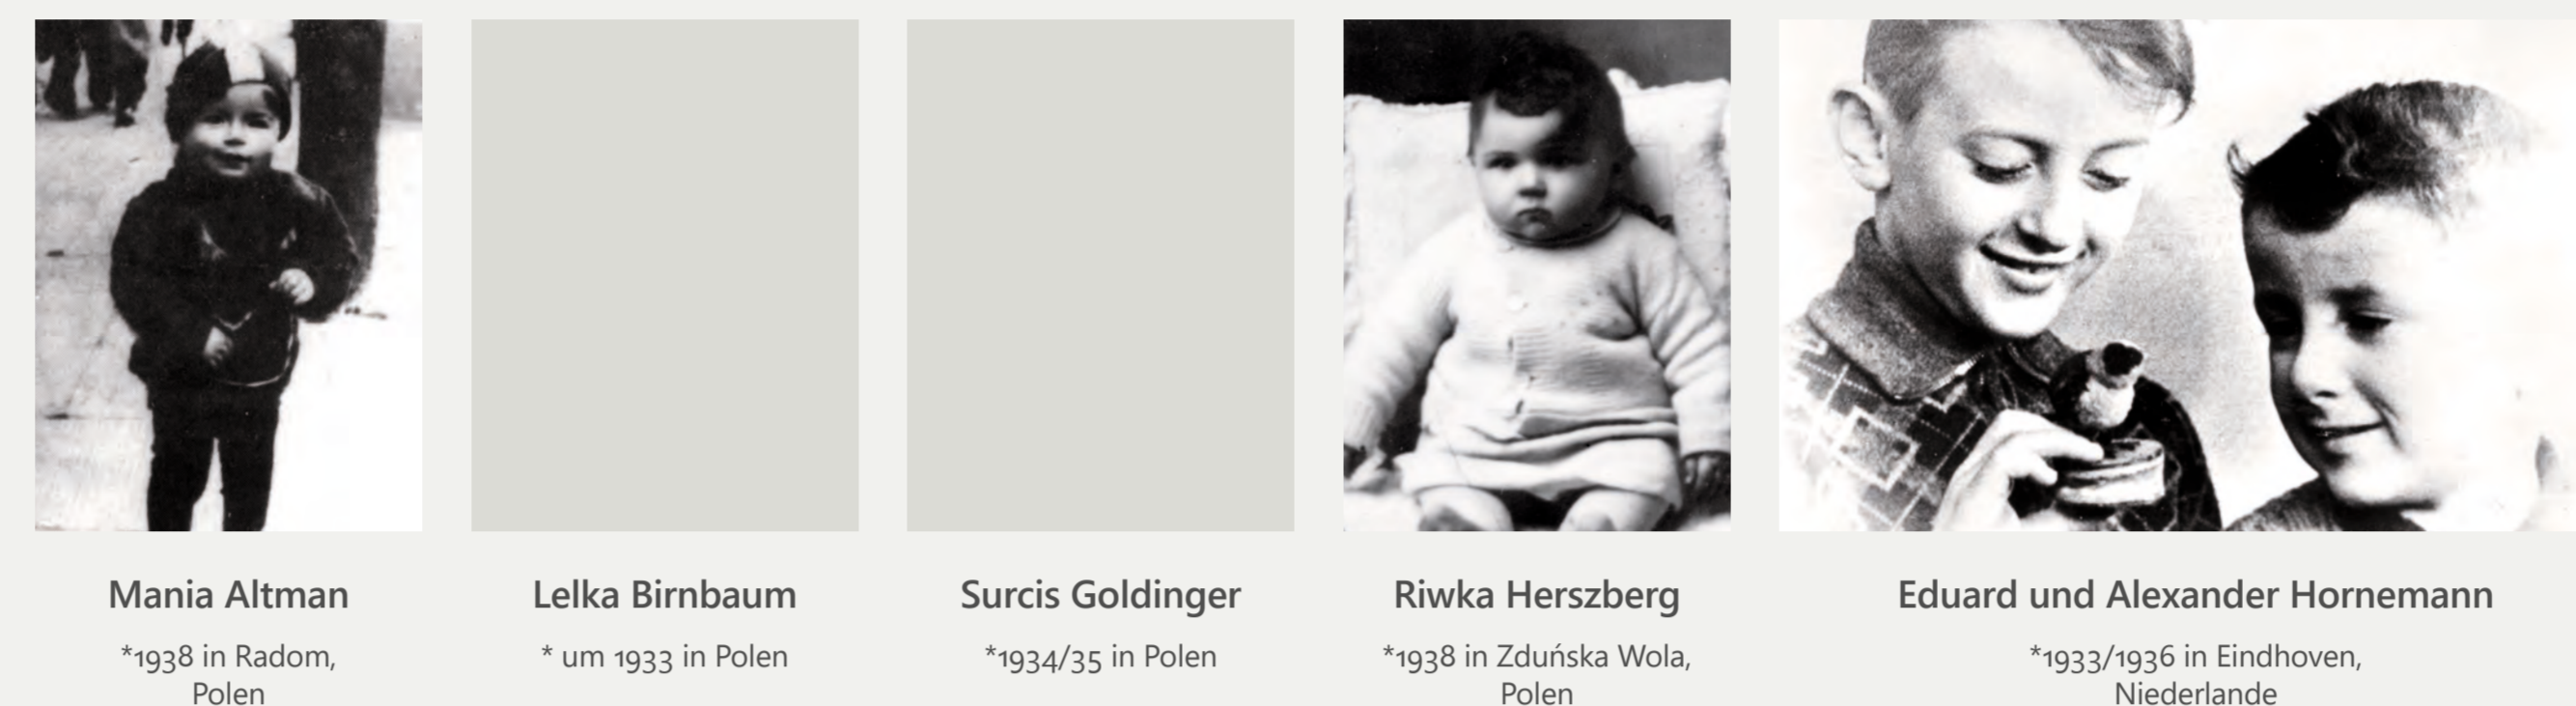 Mania Altman
*1938 in Radom,
Polen
Lelka Birnbaum
* um 1933 in Polen
Surcis Goldinger
*1934/35 in Polen
Riwka Herszberg
*1938 in Zduńska Wola,
Polen
Eduard und Alexander Hornemann
*1933/1936 in Eindhoven,
Niederlande